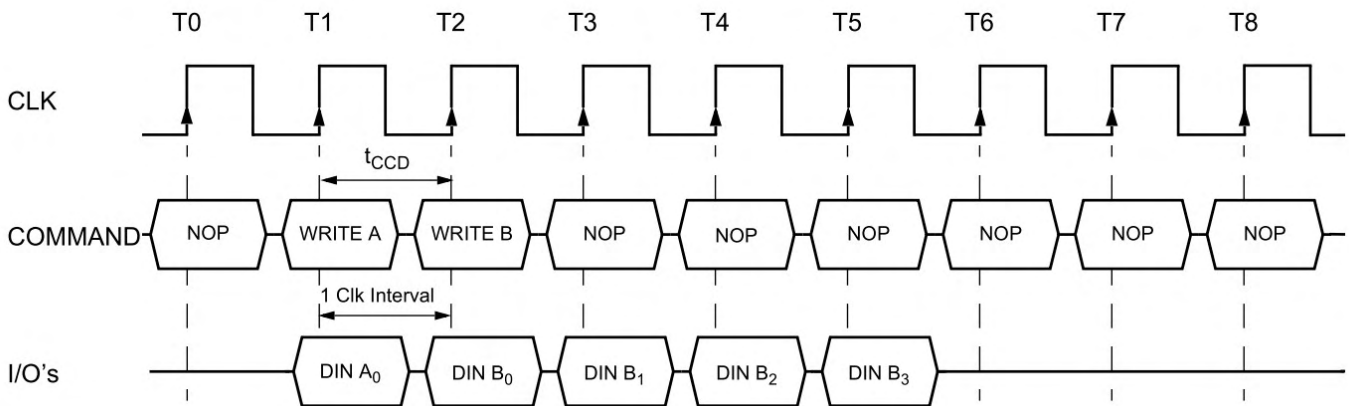 T0 T1 T2 T3 T4 T5 T6 T7 T8
CLK
t_CCD
COMMAND NOP WRITE A WRITE B NOP NOP NOP NOP NOP NOP
1 Clk Interval
I/O's DIN A₀ DIN B₀ DIN B₁ DIN B₂ DIN B₃